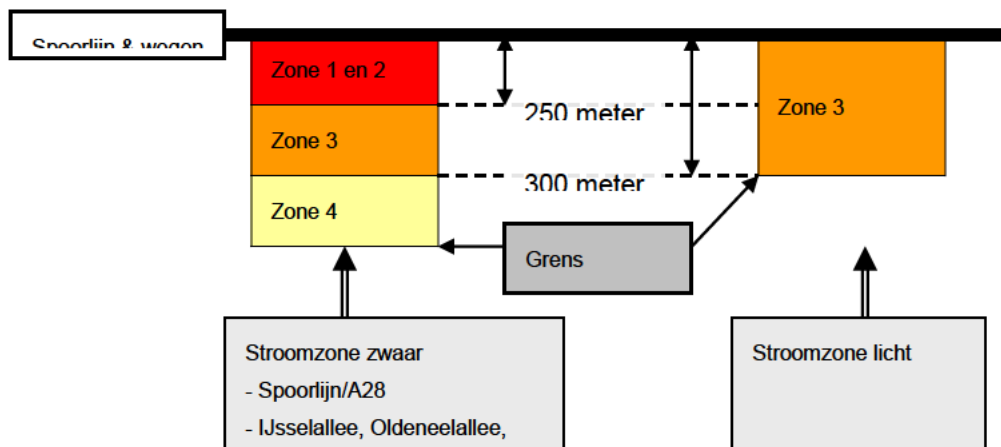 Spoorlijn & wegen
Zone 1 en 2
250 meter
Zone 3
Zone 3
300 meter
Zone 4
Grens
Stroomzone zwaar
- Spoorlijn/A28
- IJsselallee, Oldeneelallee,
Stroomzone licht